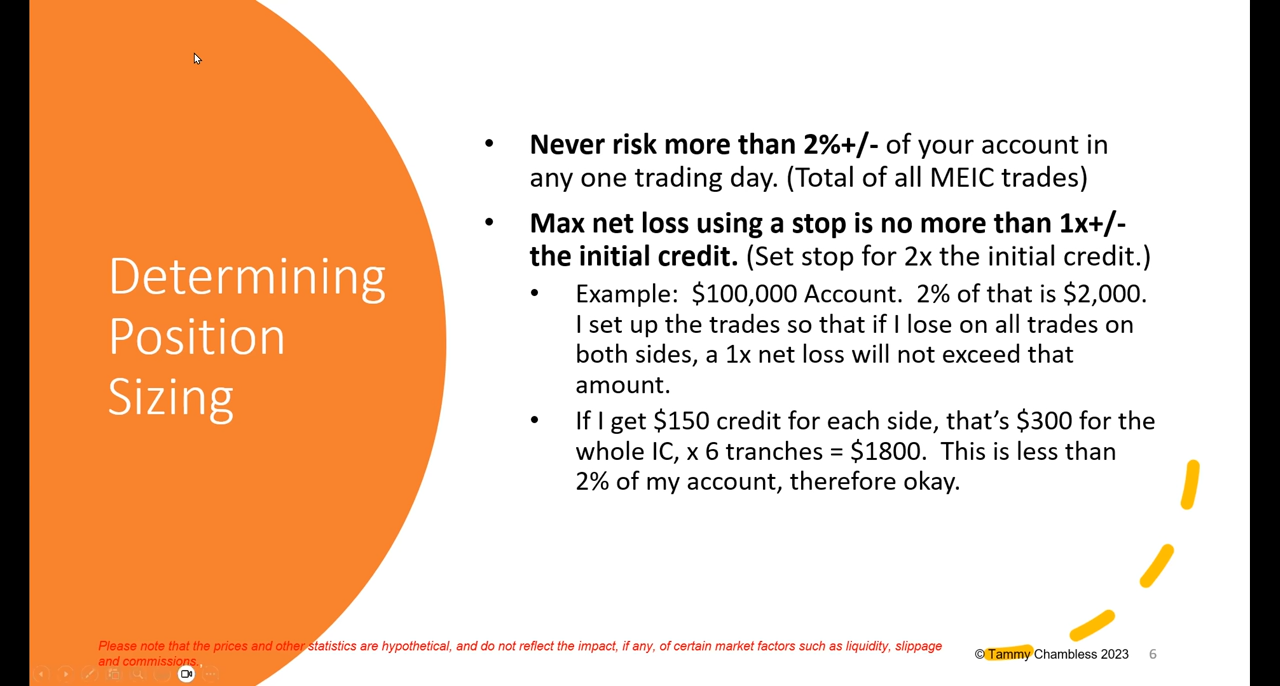 Determining
Position
Sizing
• Never risk more than 2%+/- of your account in
any one trading day. (Total of all MEIC trades)
• Max net loss using a stop is no more than 1x+/-
the initial credit. (Set stop for 2x the initial credit.)
• Example: $100,000 Account. 2% of that is $2,000.
I set up the trades so that if I lose on all trades on
both sides, a 1x net loss will not exceed that
amount.
• If I get $150 credit for each side, that’s $300 for the
whole IC, x 6 tranches = $1800. This is less than
2% of my account, therefore okay.
Please note that the prices and other statistics are hypothetical, and do not reflect the impact, if any, of certain market factors such as liquidity, slippage
and commissions.
© Tammy Chambless 2023 6